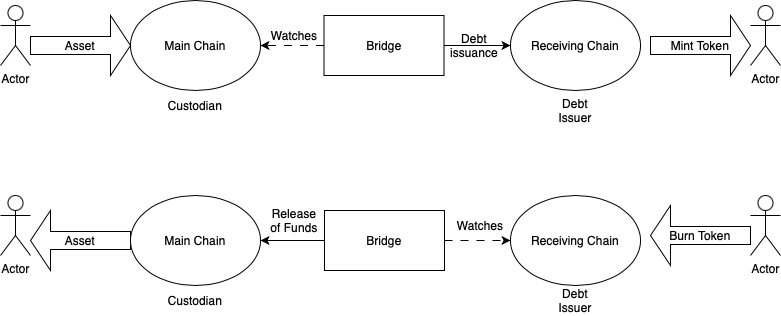 Asset
Main Chain
Watches
Bridge
Debt
issuance
Receiving Chain
Mint Token
Actor
Actor
Custodian
Debt
Issuer
Asset
Main Chain
Release
of Funds
Bridge
Watches
Receiving Chain
Burn Token
Actor
Actor
Custodian
Debt
Issuer